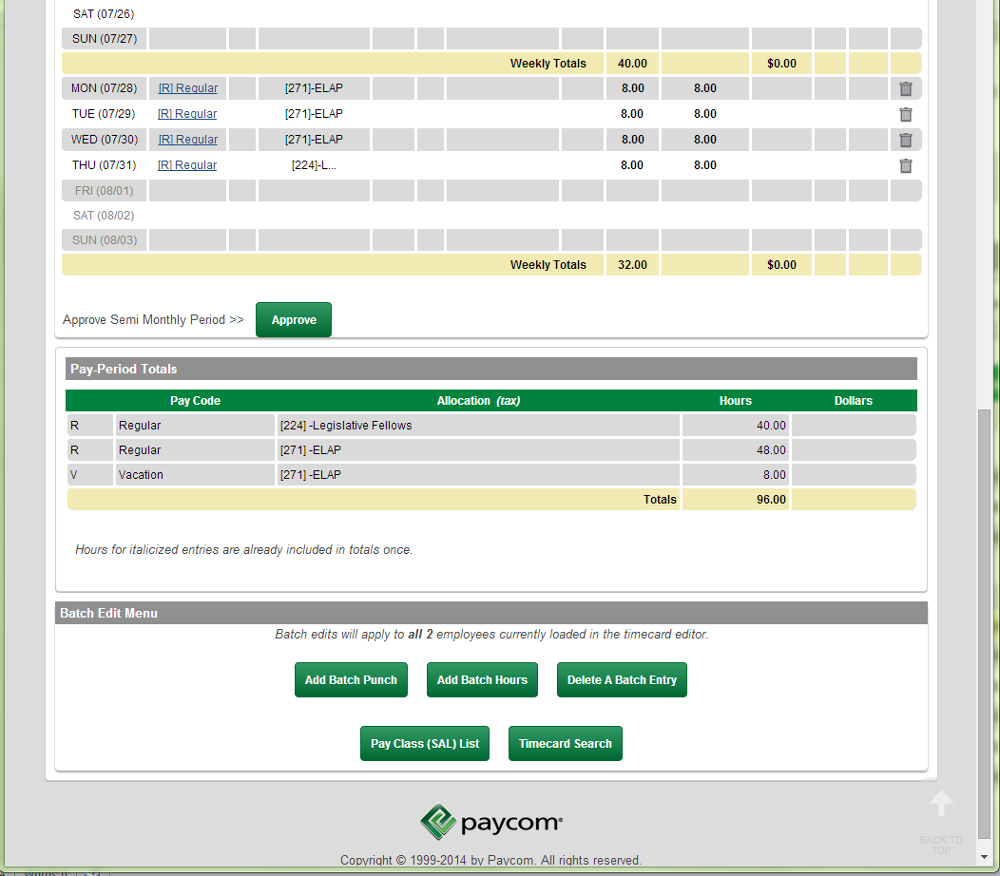 SAT (07/26)
SUN (07/27)
Weekly Totals 40.00 $0.00
MON (07/28) [R] Regular [271]-ELAP 8.00 8.00
TUE (07/29) [R] Regular [271]-ELAP 8.00 8.00
WED (07/30) [R] Regular [271]-ELAP 8.00 8.00
THU (07/31) [R] Regular [224]-L... 8.00 8.00
FRI (08/01)
SAT (08/02)
SUN (08/03)
Weekly Totals 32.00 $0.00
Approve Semi Monthly Period >> Approve
Pay-Period Totals
Pay Code Allocation (tax) Hours Dollars
R Regular [224] -Legislative Fellows 40.00
R Regular [271] -ELAP 48.00
V Vacation [271] -ELAP 8.00
Totals 96.00
Hours for italicized entries are already included in totals once.
Batch Edit Menu
Batch edits will apply to all 2 employees currently loaded in the timecard editor.
Add Batch Punch Add Batch Hours Delete A Batch Entry
Pay Class (SAL) List Timecard Search
paycom®
BACK TO
TOP
Copyright © 1999-2014 by Paycom. All rights reserved.